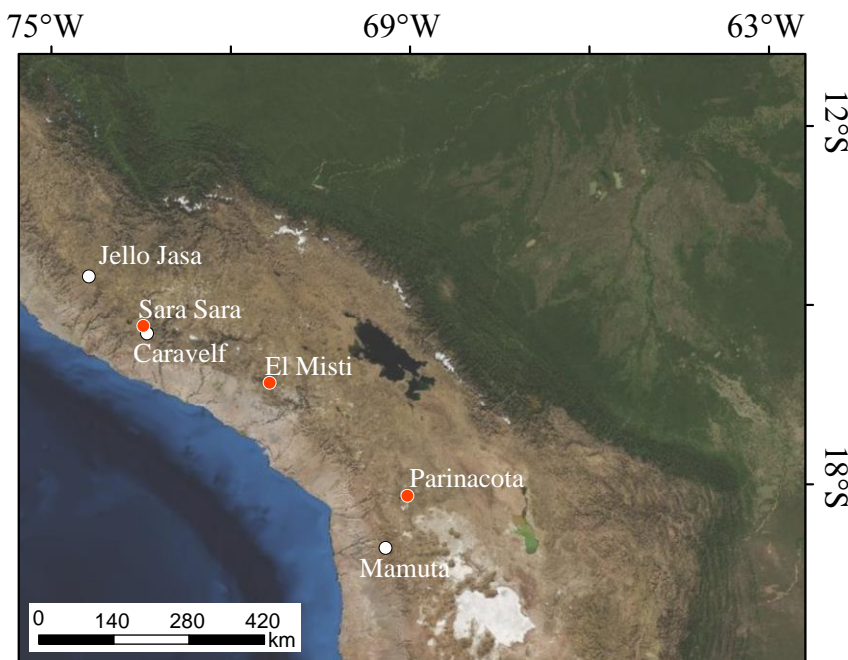 75°W 69°W 63°W
12°S
Jello Jasa
Sara Sara
Caravelf
El Misti
Parinacota
18°S
Mamuta
0 140 280 420
km